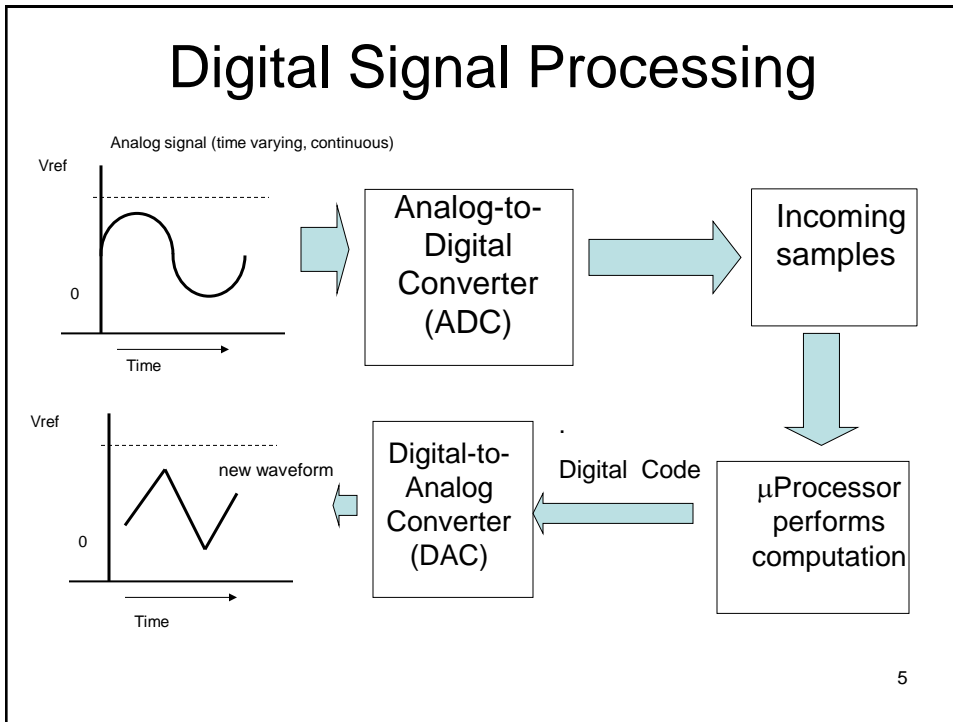 Digital Signal Processing
Analog signal (time varying, continuous)
Vref
0
Time
Analog-to-
Digital
Converter
(ADC)
Incoming
samples
Vref
new waveform
0
Time
Digital-to-
Analog
Converter
(DAC)
.
Digital Code
μProcessor
performs
computation
5